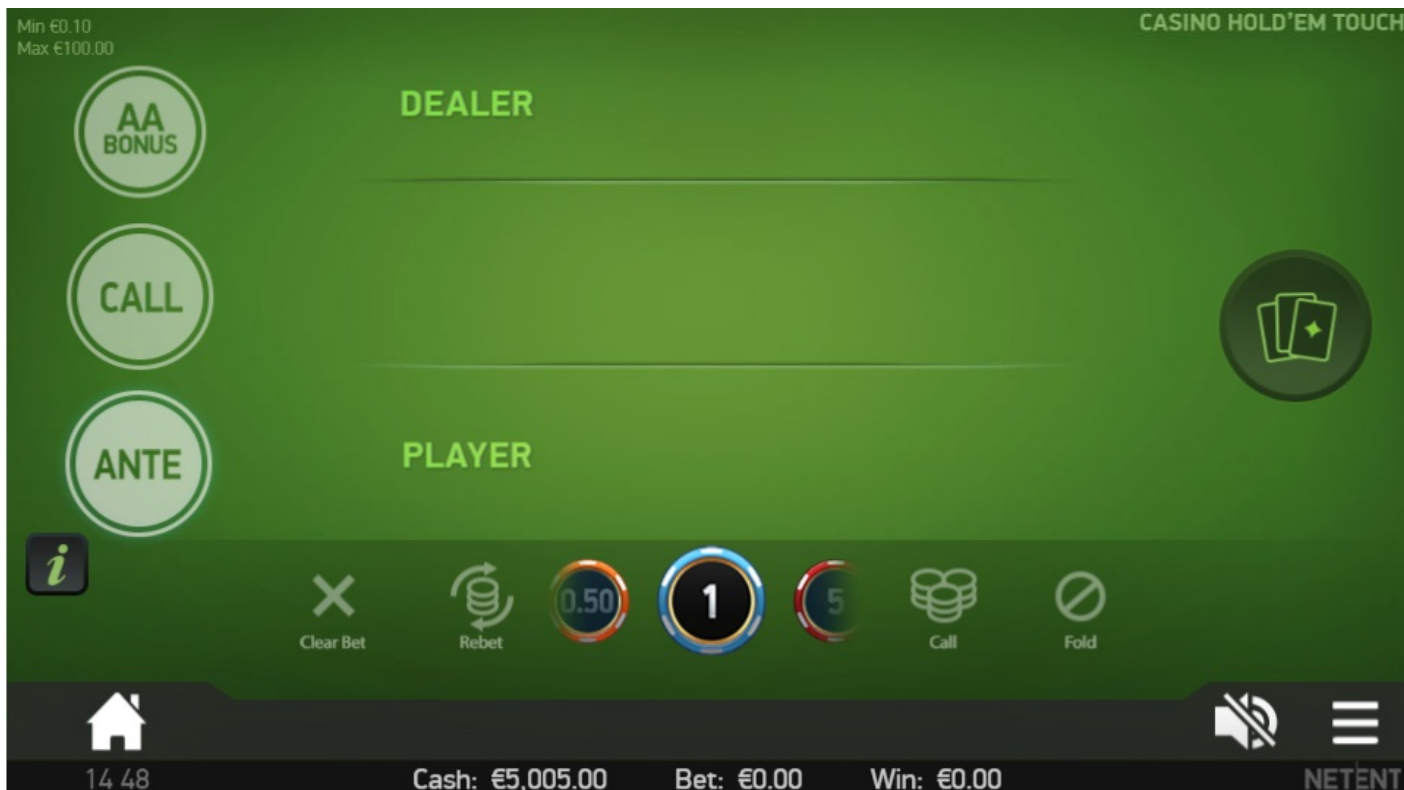 Min €0.10
Max €100.00
CASINO HOLD'EM TOUCH
AA
BONUS
DEALER
CALL
ANTE
PLAYER
i
0.50
1
5
Clear Bet
Rebet
Call
Fold
14 48
Cash: €5,005.00
Bet: €0.00
Win: €0.00
NETENT